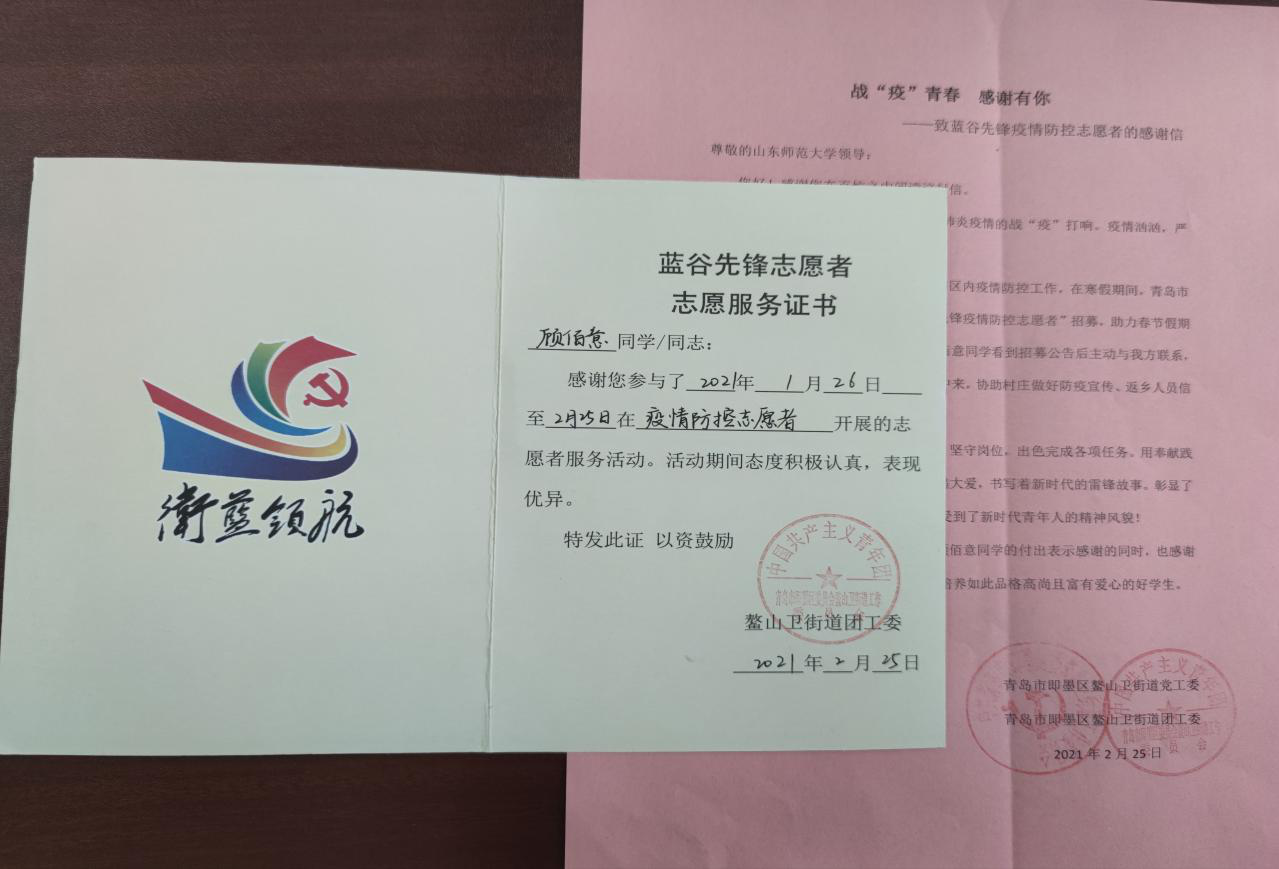 衛藍领航
蓝谷先锋志愿者
志愿服务证书
顾佰意同学/同志：
感谢您参与了2021年1月26日
至2月25日在疫情防控志愿者开展的志
愿者服务活动。活动期间态度积极认真，表现
优异。
特发此证 以资鼓励
中国共产主义青年团
鳌山卫街道团工委
2021年2月25日
战“疫”青春 感谢有你
——致蓝谷先锋疫情防控志愿者的感谢信
尊敬的山东师范大学领导：
信。
肺炎疫情的战“疫”打响。疫情汹汹，严
区内疫情防控工作，在寒假期间，青岛市
锋疫情防控志愿者”招募，助力春节假期
佰意同学看到招募公告后主动与我方联系，
中来。协助村庄做好防疫宣传、返乡人员信
坚守岗位，出色完成各项任务。用奉献践
大爱，书写着新时代的雷锋故事。彰显了
受到了新时代青年人的精神风貌！
佰意同学的付出表示感谢的同时，也感谢
培养如此品格高尚且富有爱心的好学生。
青岛市即墨区鳌山卫街道党工委
青岛市即墨区鳌山卫街道团工委
2021年2月25日
中国共产主义青年团